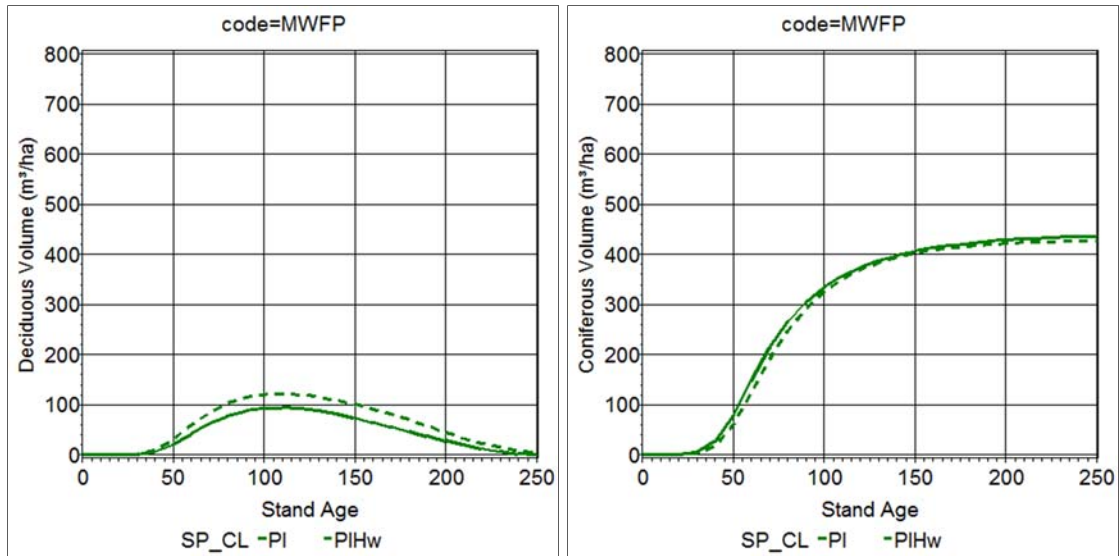 code=MWFP
Deciduous Volume (m³/ha)
800
700
600
500
400
300
200
100
0
0 50 100 150 200 250
Stand Age
SP_CL Pl PlHw
code=MWFP
Coniferous Volume (m³/ha)
800
700
600
500
400
300
200
100
0
0 50 100 150 200 250
Stand Age
SP_CL Pl PlHw